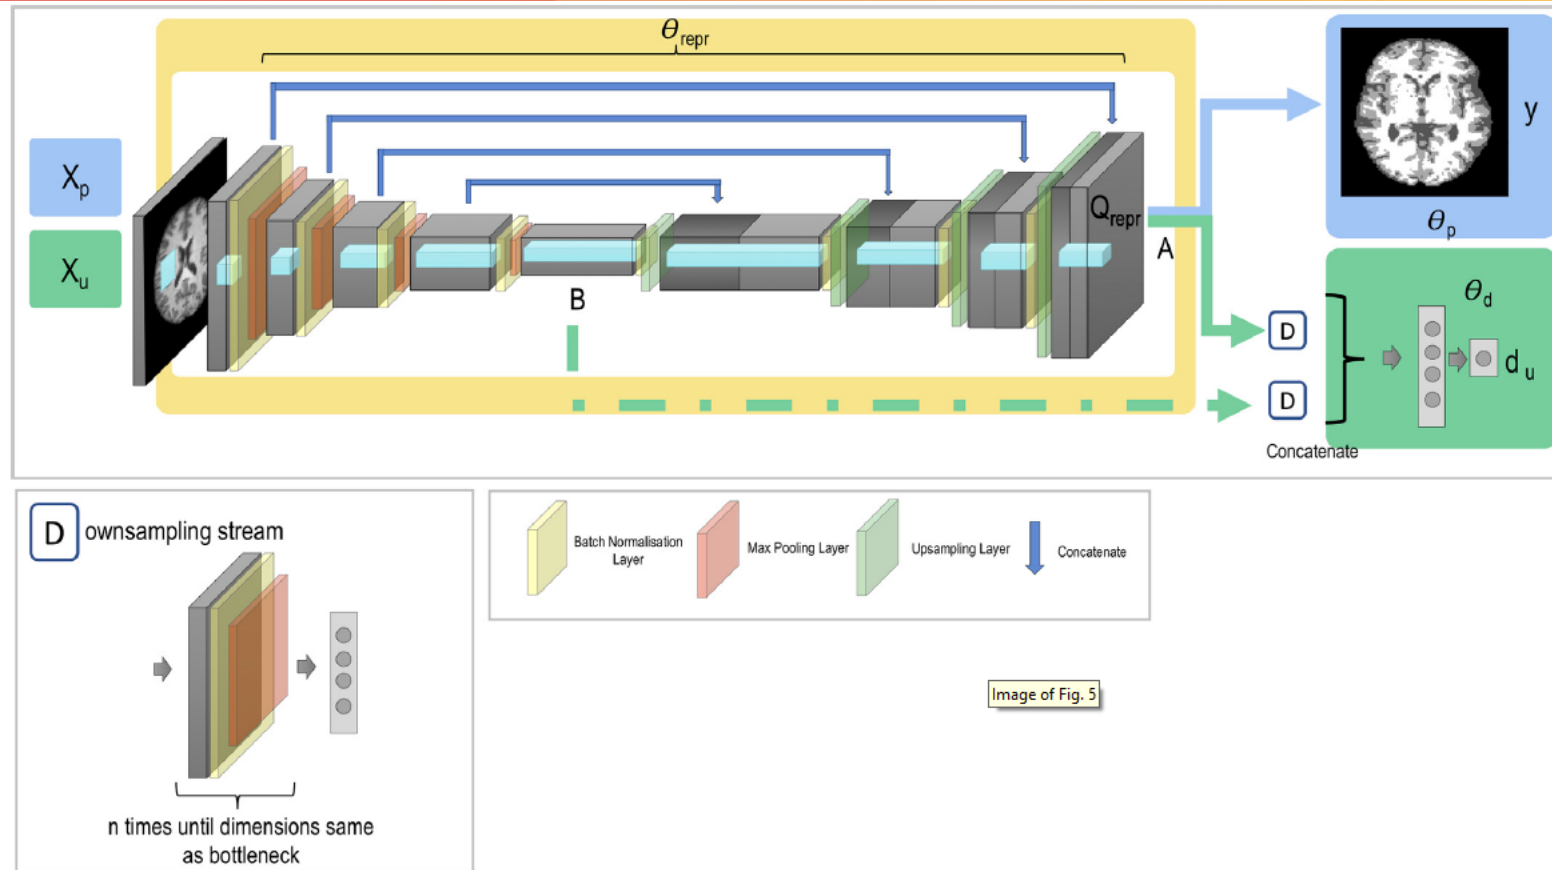 θrepr
Xp
Xu
Qrepr
A
B
y
θp
θd
D
D
du
Concatenate
D ownsampling stream
n times until dimensions same
as bottleneck
Batch Normalisation
Layer
Max Pooling Layer
Upsampling Layer
Concatenate
Image of Fig. 5